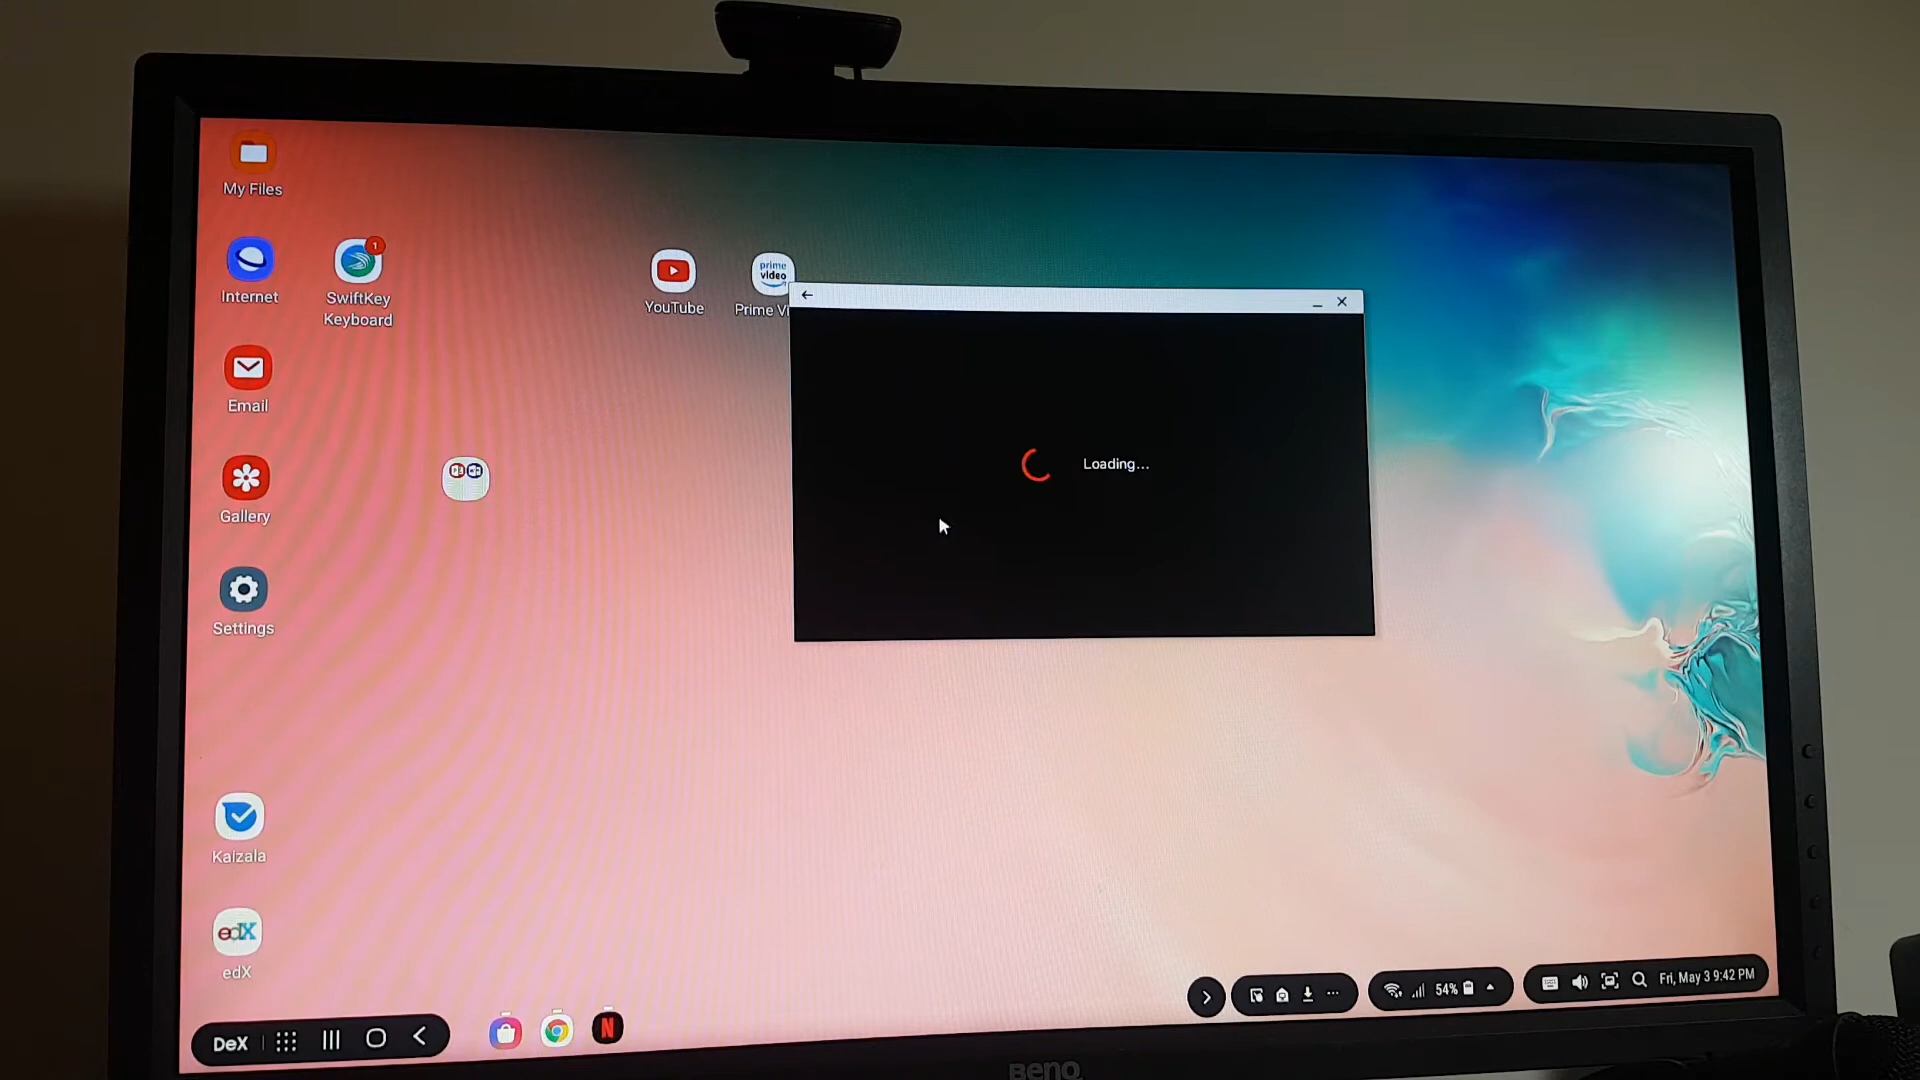 My Files
Internet
SwiftKey
Keyboard
1
YouTube
prime
video
Prime Vi
Email
Loading...
Gallery
Settings
Kaizala
edX
edX
DeX
N
54%
Fri, May 3 9:42 PM
BenQ